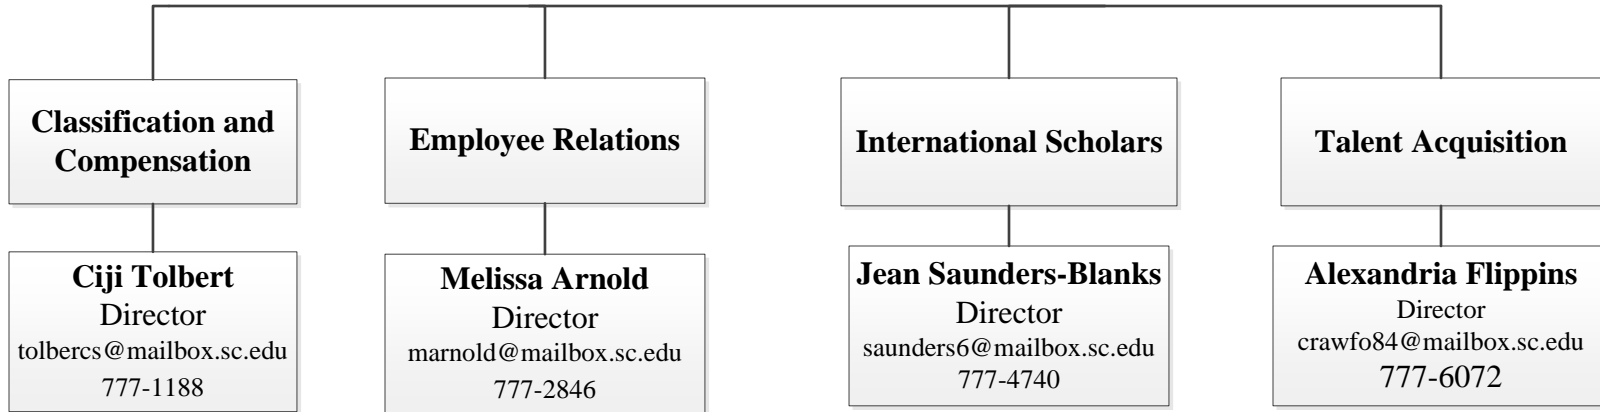 Classification and
Compensation
Employee Relations
International Scholars
Talent Acquisition
Ciji Tolbert
Director
tolbercs@mailbox.sc.edu
777-1188
Melissa Arnold
Director
marnold@mailbox.sc.edu
777-2846
Jean Saunders-Blanks
Director
saunders6@mailbox.sc.edu
777-4740
Alexandria Flippins
Director
crawfo84@mailbox.sc.edu
777-6072